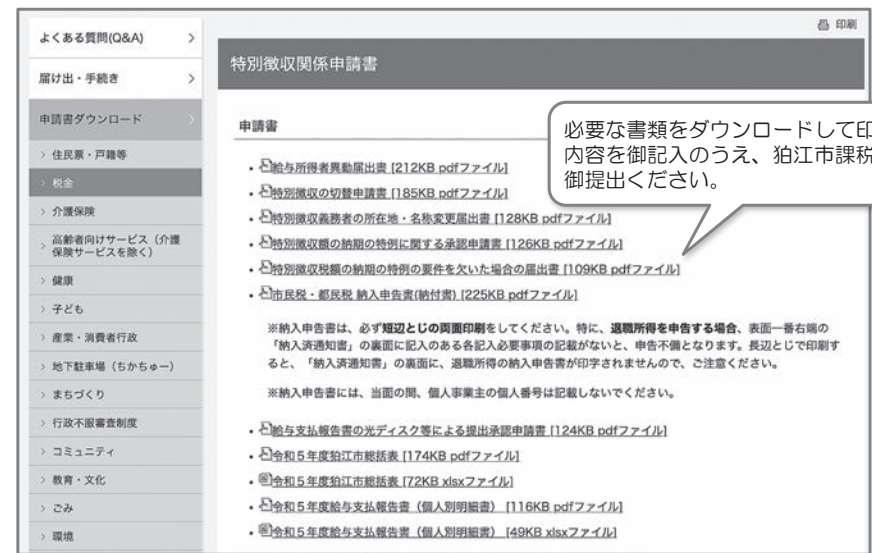 印刷
よくある質問(Q&A)
届け出・手続き
申請書ダウンロード
住民票・戸籍等
税金
介護保険
高齢者向けサービス（介護
保険サービスを除く）
健康
子ども
産業・消費者行政
地下駐車場（ちかちゅー）
まちづくり
行政不服審査制度
コミュニティ
教育・文化
ごみ
環境
特別徴収関係申請書
申請書
必要な書類をダウンロードして印
内容を御記入のうえ、狛江市課税
御提出ください。
・給与所得者異動届出書 [212KB pdfファイル]
・特別徴収の切替申請書 [185KB pdfファイル]
・特別徴収義務者の所在地・名称変更届出書 [128KB pdfファイル]
・特別徴収額の納期の特例に関する承認申請書 [126KB pdfファイル]
・特別徴収税額の納期の特例の要件を欠いた場合の届出書 [109KB pdfファイル]
・市民税・都民税 納入申告書(納付書) [225KB pdfファイル]
※納入申告書は、必ず短辺とじの両面印刷をしてください。特に、退職所得を申告する場合、表面一番右端の
「納入済通知書」の裏面に記入のある各記入必要事項の記載がないと、申告不備となります。長辺とじで印刷す
ると、「納入済通知書」の裏面に、退職所得の納入申告書が印字されませんので、ご注意ください。
※納入申告書には、当面の間、個人事業主の個人番号は記載しないでください。
・給与支払報告書の光ディスク等による提出承認申請書 [124KB pdfファイル]
・令和５年度狛江市総括表 [174KB pdfファイル]
・令和５年度狛江市総括表 [72KB xlsxファイル]
・令和５年度給与支払報告書（個人別明細書） [116KB pdfファイル]
・令和５年度給与支払報告書（個人別明細書） [49KB xlsxファイル]